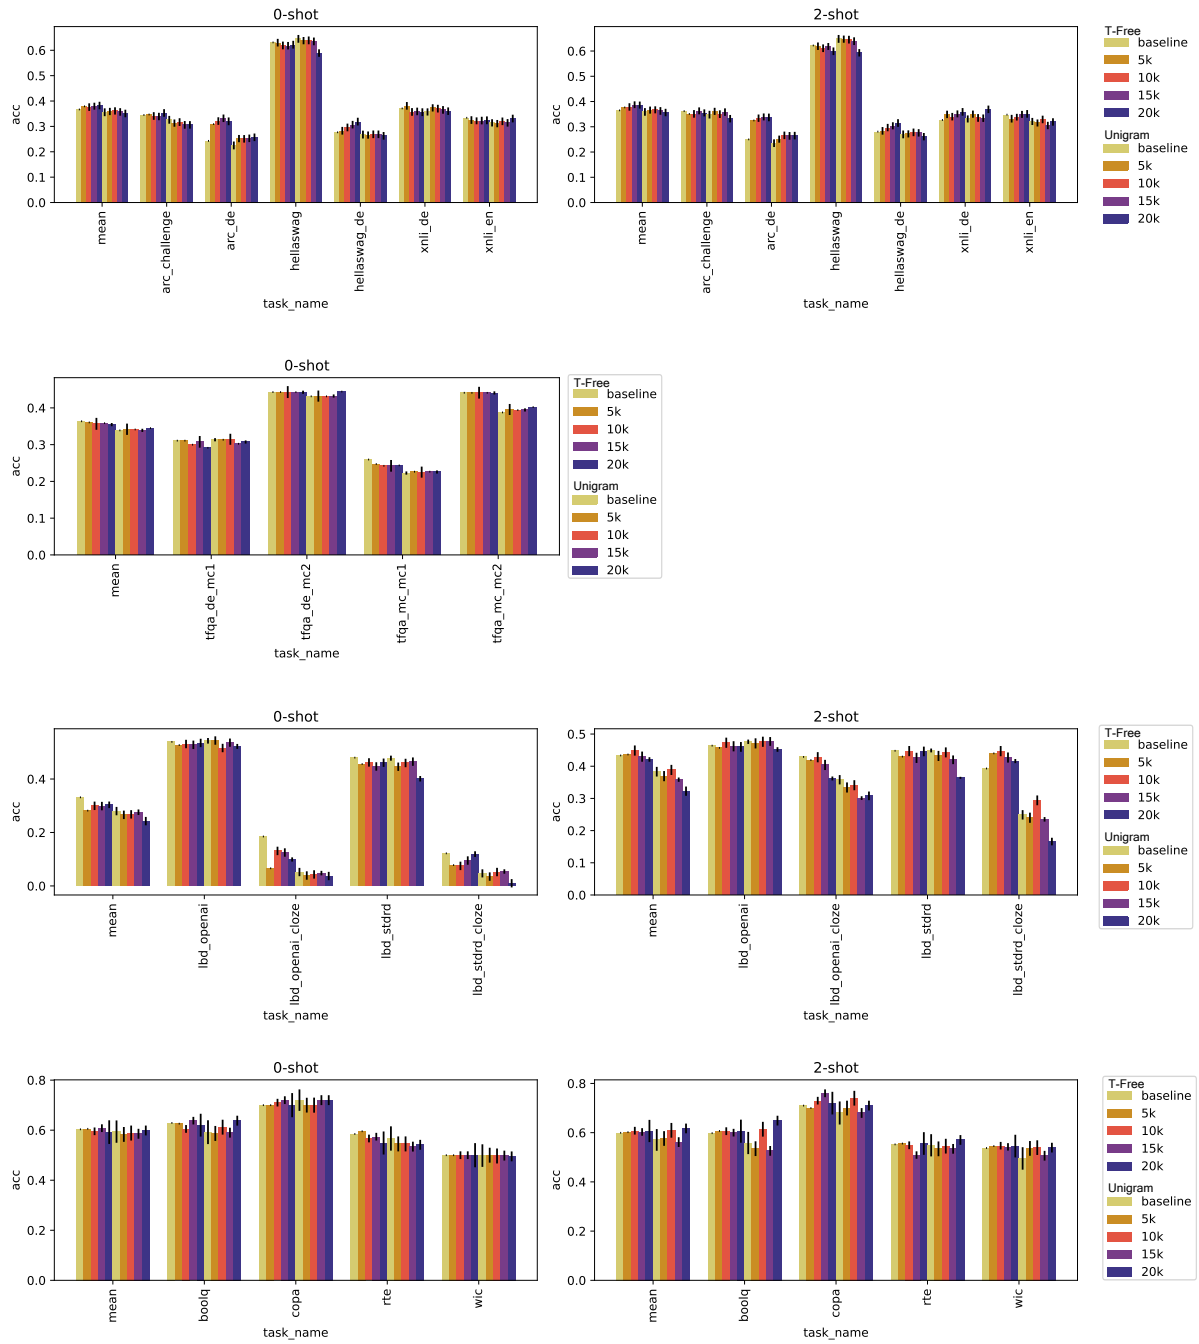 0-shot
acc
0.6
0.5
0.4
0.3
0.2
0.1
0.0
mean
arc_challenge
arc_de
hellaswag
hellaswag_de
xnli_de
xnli_en
task_name
2-shot
acc
0.6
0.5
0.4
0.3
0.2
0.1
0.0
mean
arc_challenge
arc_de
hellaswag
hellaswag_de
xnli_de
xnli_en
task_name
T-Free
baseline
5k
10k
15k
20k
Unigram
baseline
5k
10k
15k
20k
0-shot
acc
0.4
0.3
0.2
0.1
0.0
mean
tfqa_de_mc1
tfqa_de_mc2
tfqa_mc_mc1
tfqa_mc_mc2
task_name
T-Free
baseline
5k
10k
15k
20k
Unigram
baseline
5k
10k
15k
20k
0-shot
acc
0.4
0.2
0.0
mean
lbd_openai
lbd_openai_cloze
lbd_stdrd
lbd_stdrd_cloze
task_name
2-shot
acc
0.5
0.4
0.3
0.2
0.1
0.0
mean
lbd_openai
lbd_openai_cloze
lbd_stdrd
lbd_stdrd_cloze
task_name
T-Free
baseline
5k
10k
15k
20k
Unigram
baseline
5k
10k
15k
20k
0-shot
acc
0.8
0.6
0.4
0.2
0.0
mean
boolq
copa
rte
wic
task_name
2-shot
acc
0.8
0.6
0.4
0.2
0.0
mean
boolq
copa
rte
wic
task_name
T-Free
baseline
5k
10k
15k
20k
Unigram
baseline
5k
10k
15k
20k